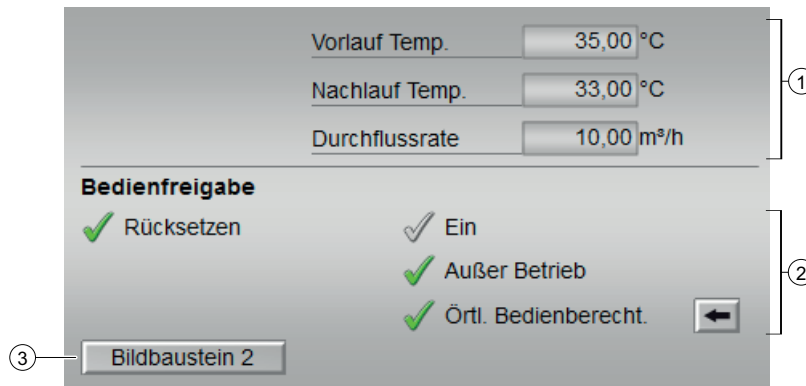 Vorlauf Temp. 35,00 °C
Nachlauf Temp. 33,00 °C
1
Durchflussrate 10,00 m³/h
Bedienfreigabe
Rücksetzen Ein
Außer Betrieb
2
Örtl. Bedienberecht.
3 Bildbaustein 2